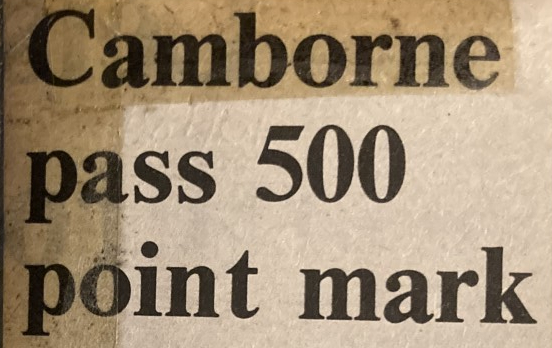 Camborne
pass 500
point mark